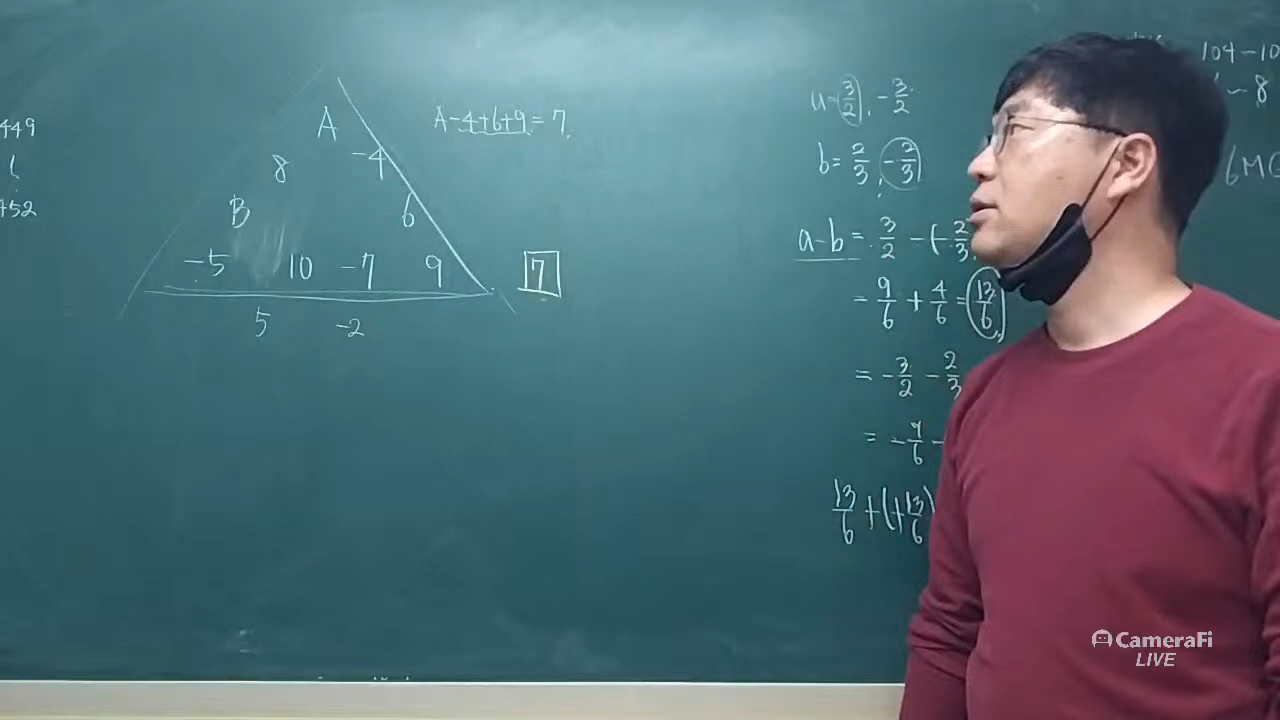 449
452
A
-4
8
B
6
-5 10 -7 9
5 -2
A-4+6+9=7
7
a=3/2, -3/2
b=2/3, -2/3
a-b=3/2-(-2/3
=9/6+4/6=13/6
=-3/2-2/3
13/6+(+13/6)
104-10
-8
CameraFi
LIVE